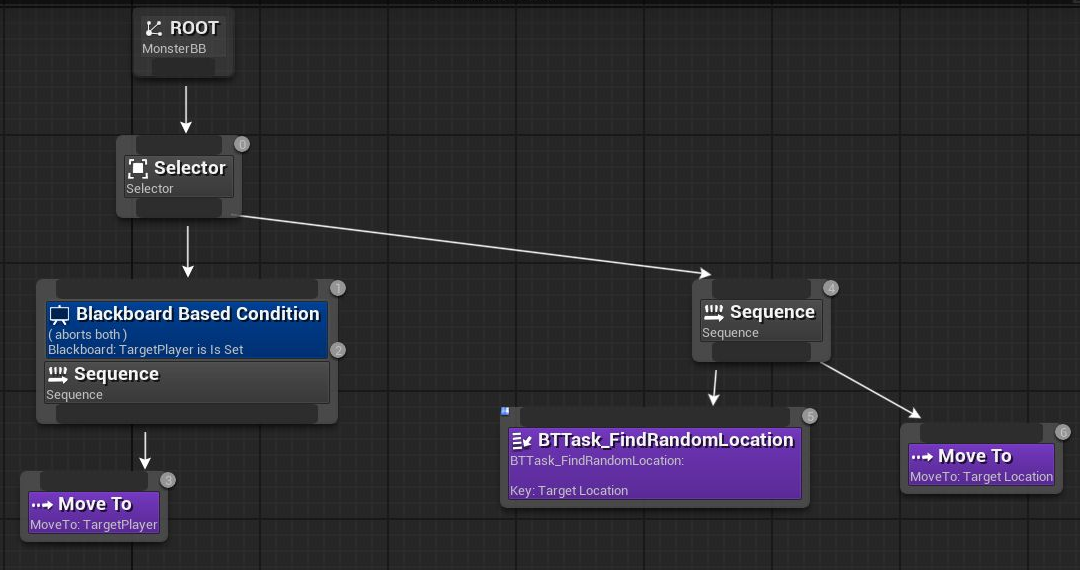 ROOT
MonsterBB
0
Selector
Selector
1
Blackboard Based Condition
( aborts both )
Blackboard: TargetPlayer is Is Set
2
Sequence
Sequence
3
Move To
MoveTo: TargetPlayer
4
Sequence
Sequence
5
BTTask_FindRandomLocation
BTTask_FindRandomLocation:
Key: Target Location
6
Move To
MoveTo: Target Location